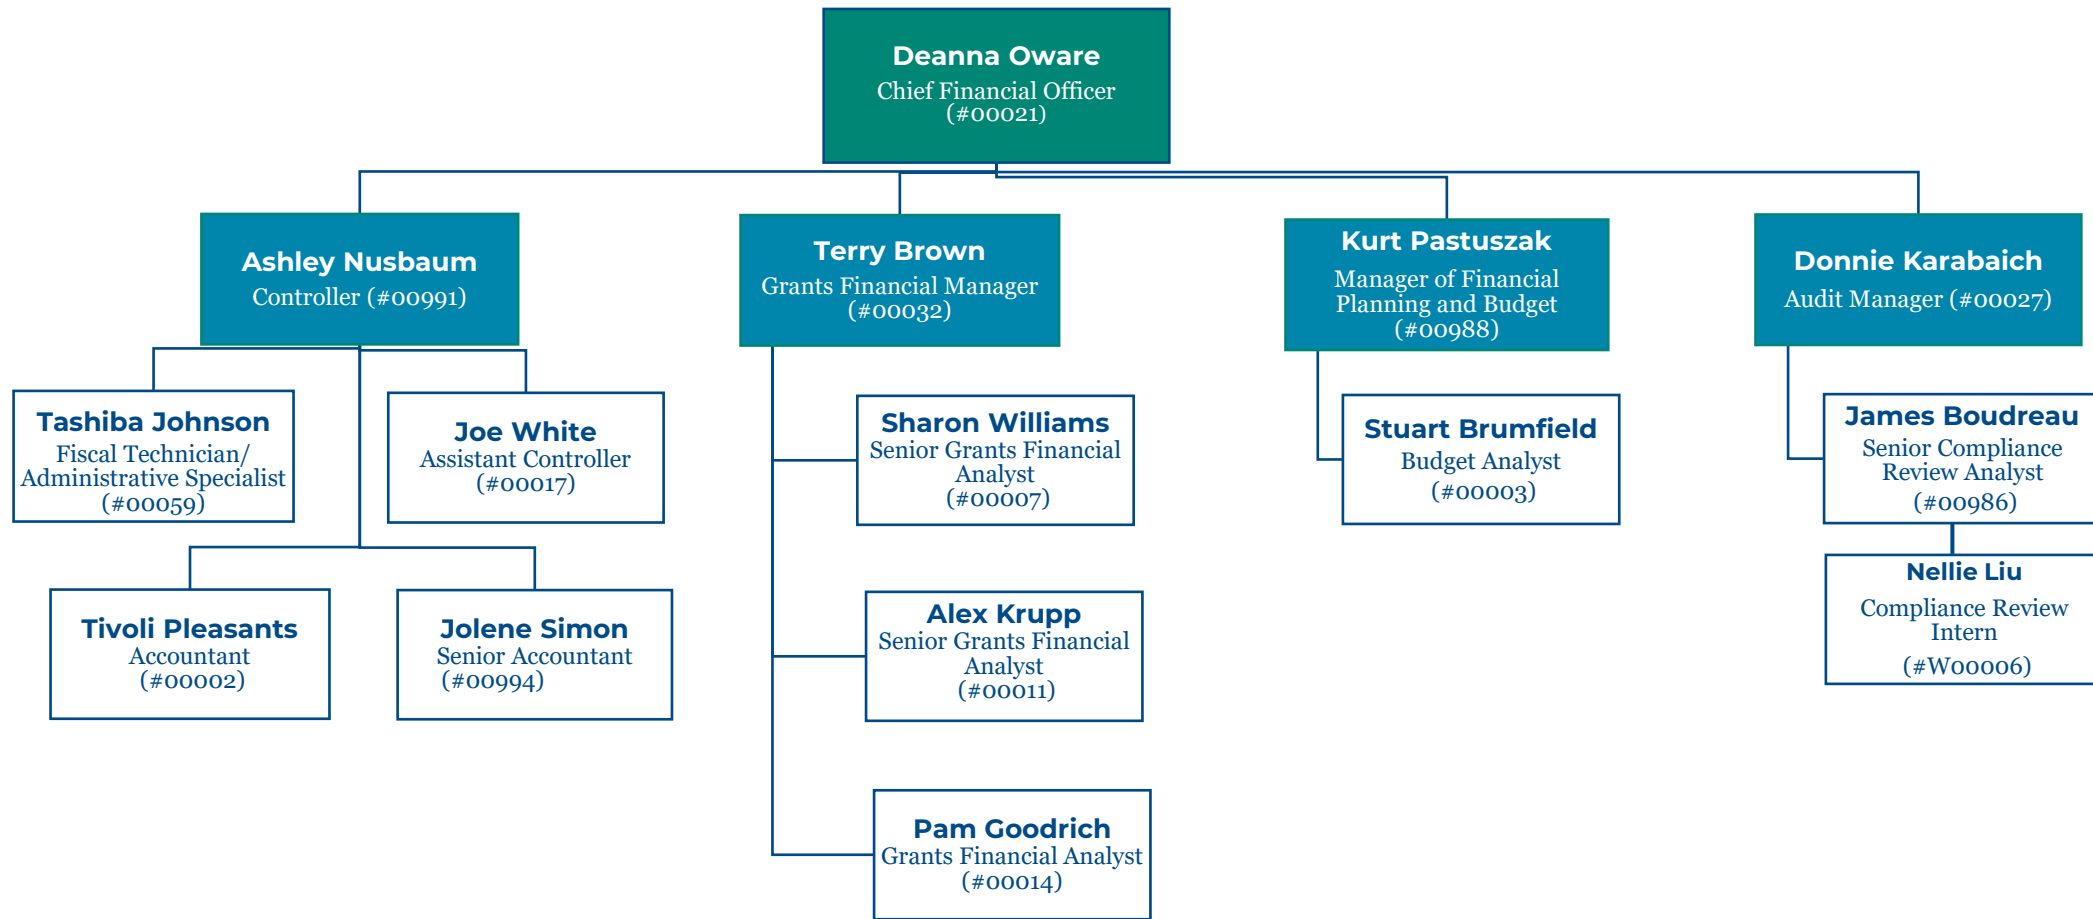 Deanna Oware
Chief Financial Officer
(#00021)
Ashley Nusbaum
Controller (#00991)
Terry Brown
Grants Financial Manager
(#00032)
Kurt Pastuszak
Manager of Financial
Planning and Budget
(#00988)
Donnie Karabaich
Audit Manager (#00027)
Tashiba Johnson
Fiscal Technician/
Administrative Specialist
(#00059)
Joe White
Assistant Controller
(#00017)
Tivoli Pleasants
Accountant
(#00002)
Jolene Simon
Senior Accountant
(#00994)
Sharon Williams
Senior Grants Financial
Analyst
(#00007)
Alex Krupp
Senior Grants Financial
Analyst
(#00011)
Pam Goodrich
Grants Financial Analyst
(#00014)
Stuart Brumfield
Budget Analyst
(#00003)
James Boudreau
Senior Compliance
Review Analyst
(#00986)
Nellie Liu
Compliance Review
Intern
(#W00006)